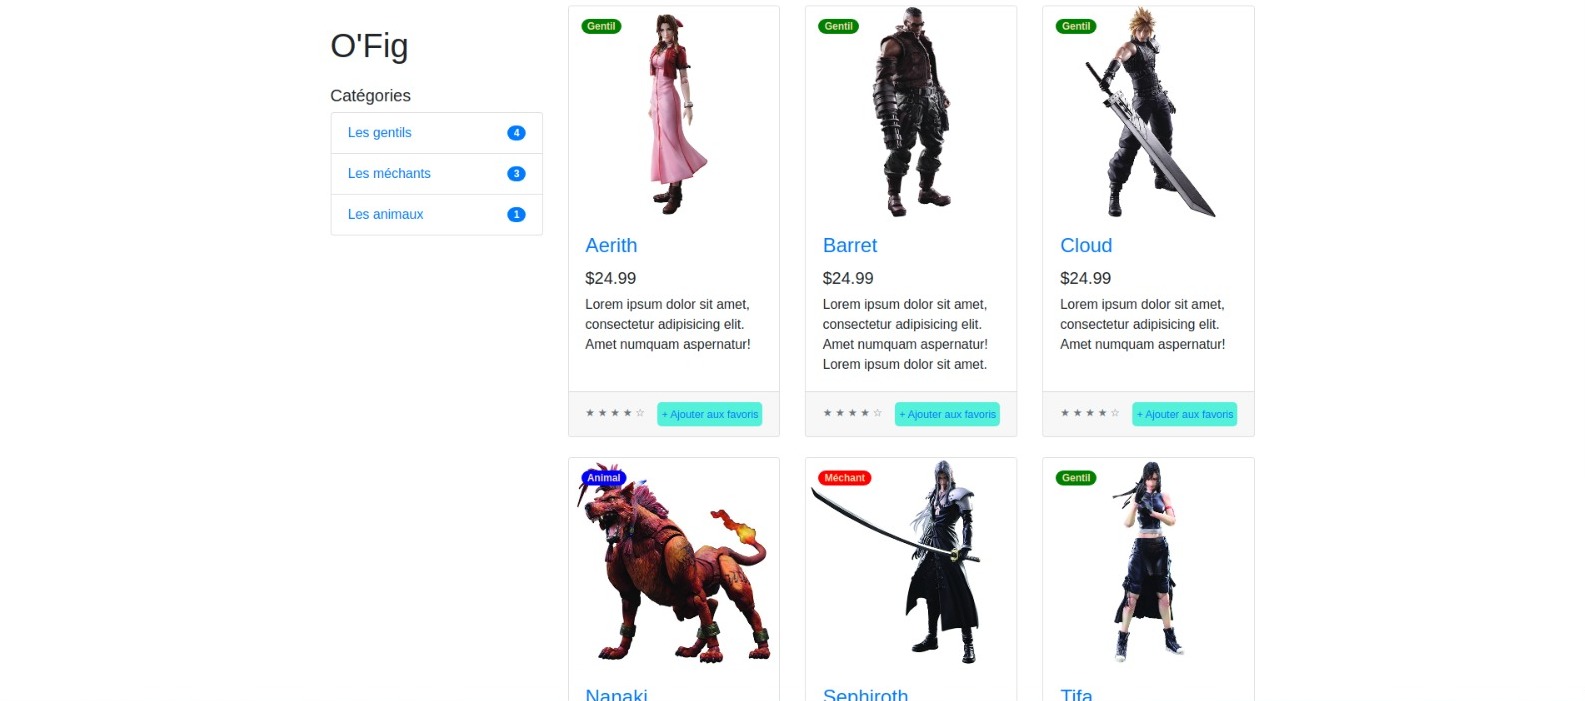 O'Fig
Catégories
Les gentils 4
Les méchants 3
Les animaux 1
Gentil
Aerith
$24.99
Lorem ipsum dolor sit amet,
consectetur adipisicing elit.
Amet numquam aspernatur!
★ ★ ★ ★ ☆ + Ajouter aux favoris
Gentil
Barret
$24.99
Lorem ipsum dolor sit amet,
consectetur adipisicing elit.
Amet numquam aspernatur!
Lorem ipsum dolor sit amet.
★ ★ ★ ★ ☆ + Ajouter aux favoris
Gentil
Cloud
$24.99
Lorem ipsum dolor sit amet,
consectetur adipisicing elit.
Amet numquam aspernatur!
★ ★ ★ ★ ☆ + Ajouter aux favoris
Animal
Nanaki
Méchant
Sephiroth
Gentil
Tifa